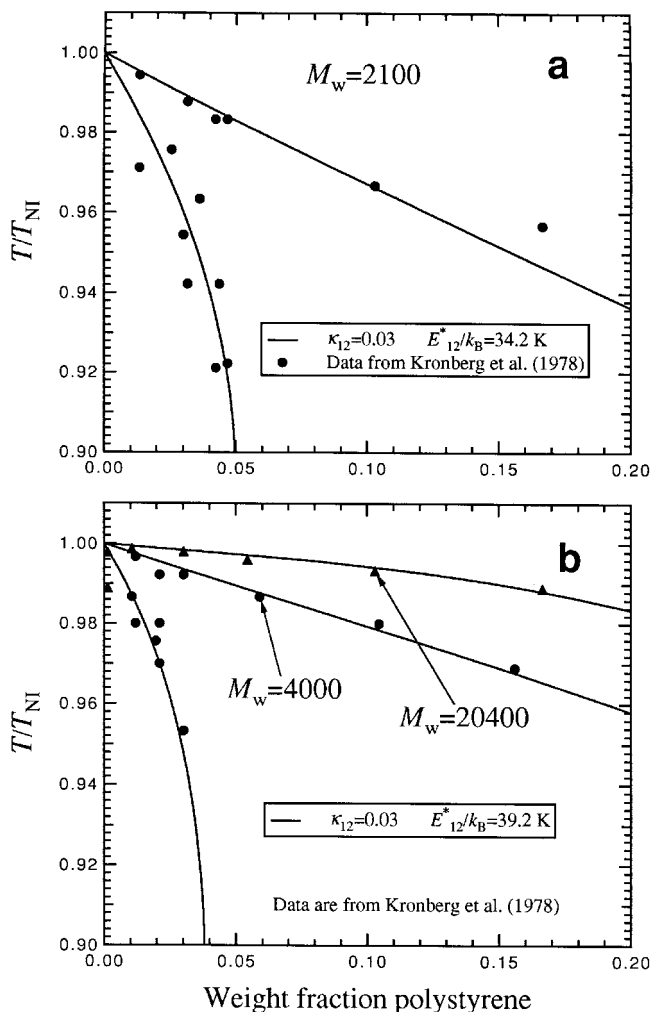 1.00
a
M_w=2100
0.98
0.96
T/T_NI
0.94
κ_12=0.03 E*_12/k_B=34.2 K
Data from Kronberg et al. (1978)
0.92
0.90
0.00 0.05 0.10 0.15 0.20
1.00
b
0.98
M_w=4000
M_w=20400
0.96
T/T_NI
0.94
κ_12=0.03 E*_12/k_B=39.2 K
0.92
Data are from Kronberg et al. (1978)
0.90
0.00 0.05 0.10 0.15 0.20
Weight fraction polystyrene